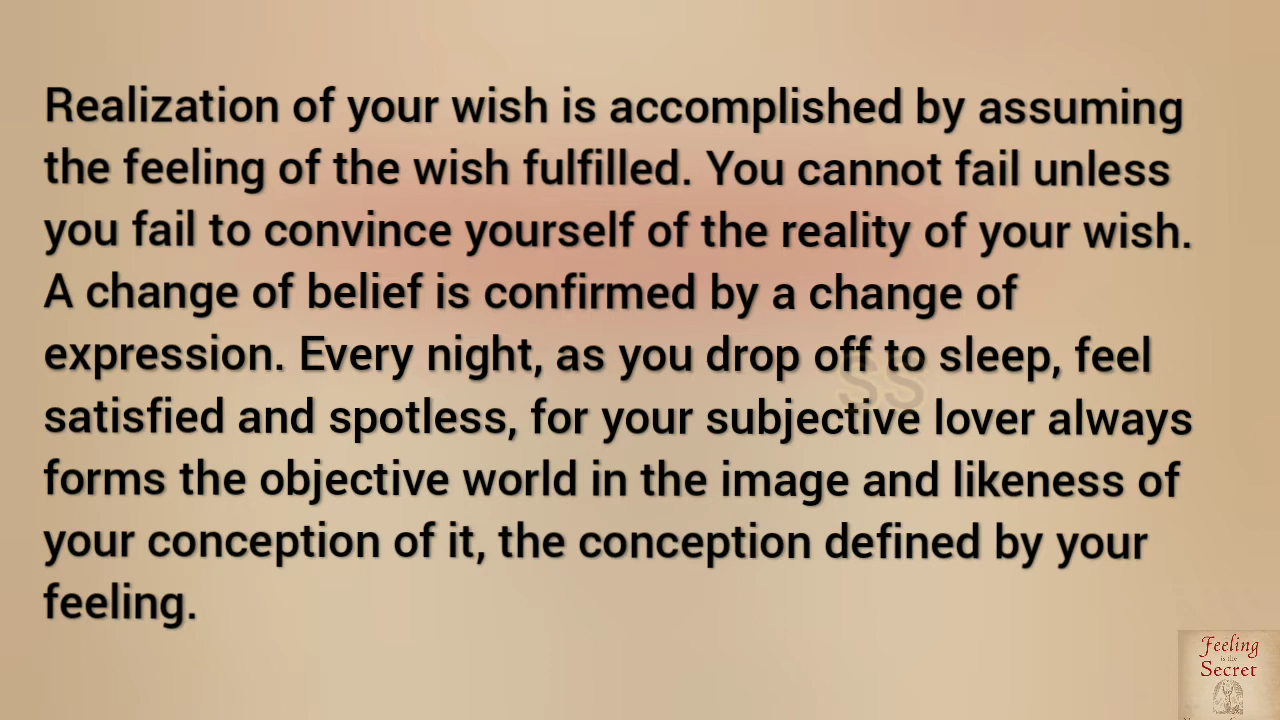 Realization of your wish is accomplished by assuming
the feeling of the wish fulfilled. You cannot fail unless
you fail to convince yourself of the reality of your wish.
A change of belief is confirmed by a change of
expression. Every night, as you drop off to sleep, feel
satisfied and spotless, for your subjective lover always
forms the objective world in the image and likeness of
your conception of it, the conception defined by your
feeling.
SS
Feeling
is the
Secret